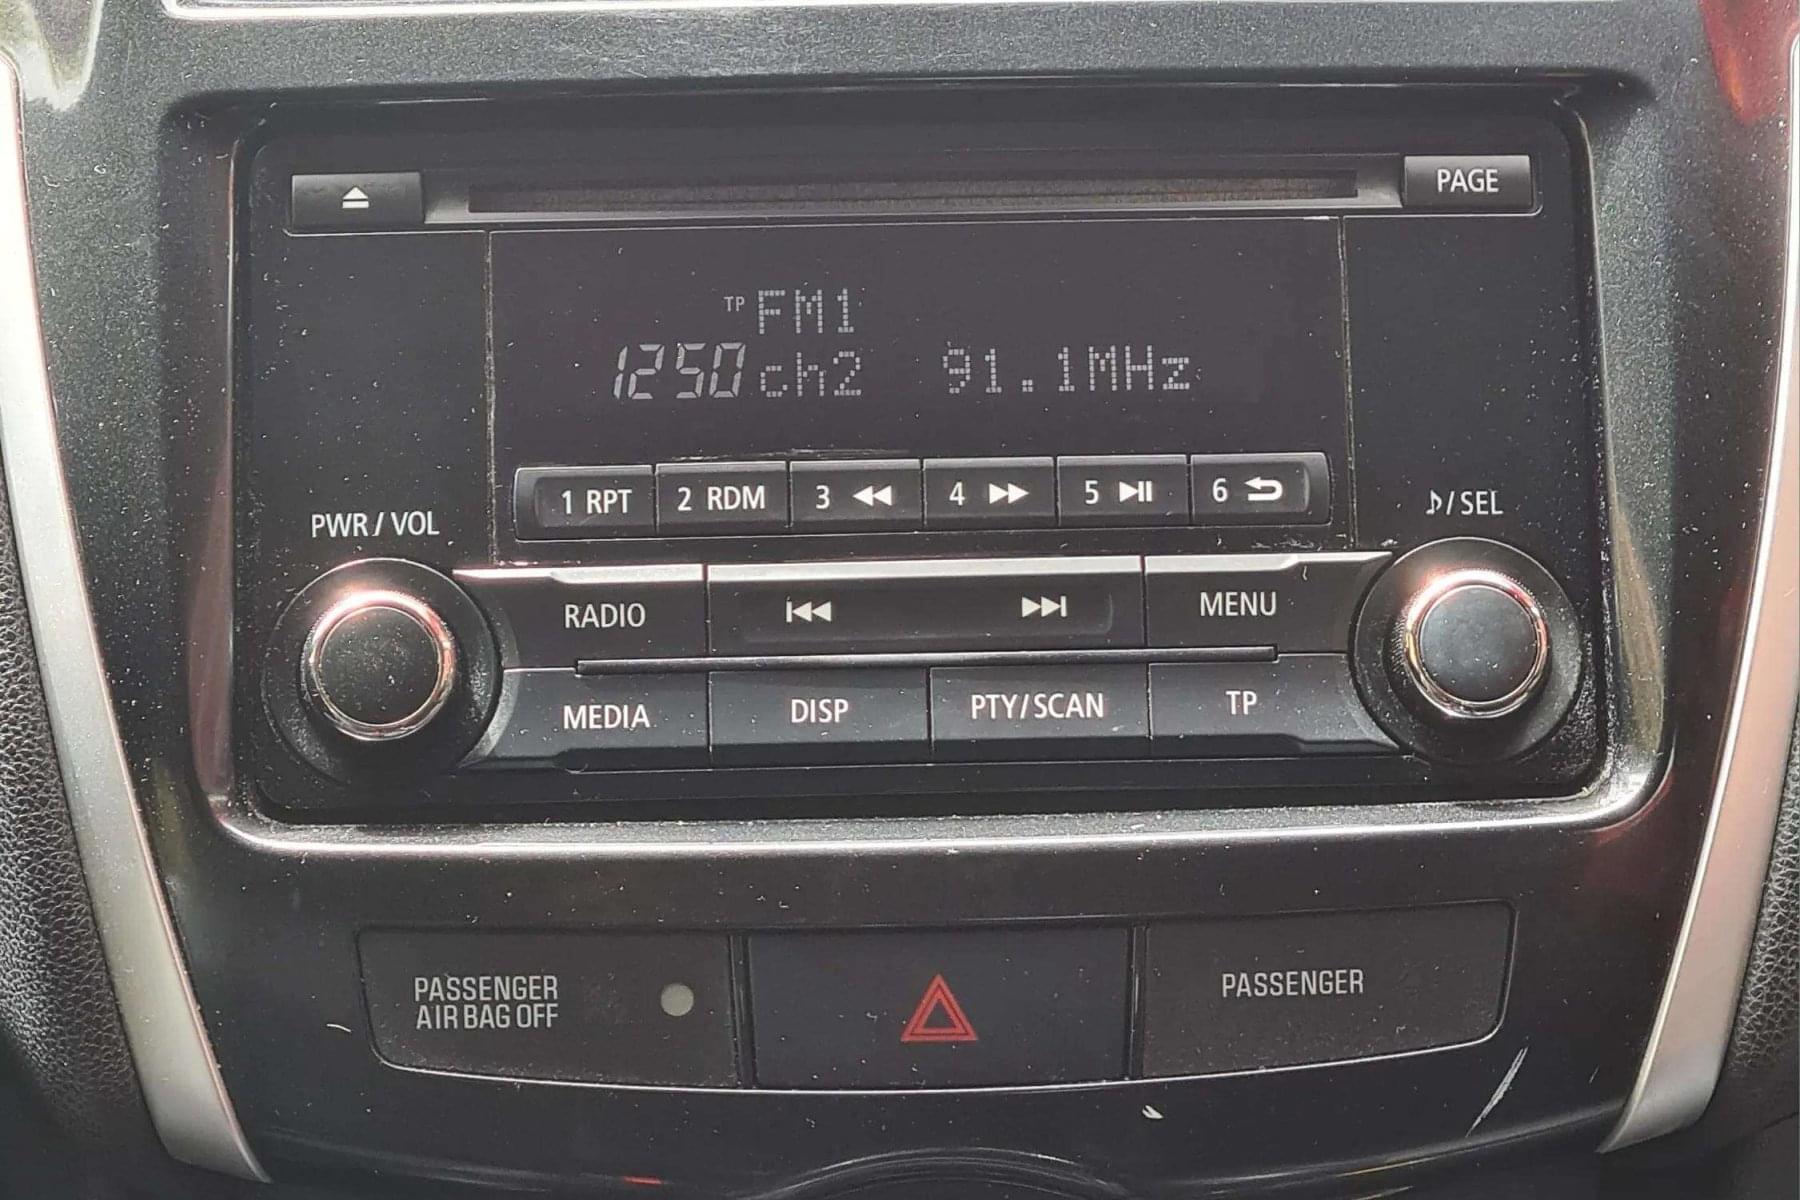 PAGE
TP FM1
1250 ch2 91.1MHz
1 RPT 2 RDM 3 4 5 6
PWR / VOL
♪/ SEL
RADIO MENU
MEDIA DISP PTY/SCAN TP
PASSENGER
AIR BAG OFF
PASSENGER